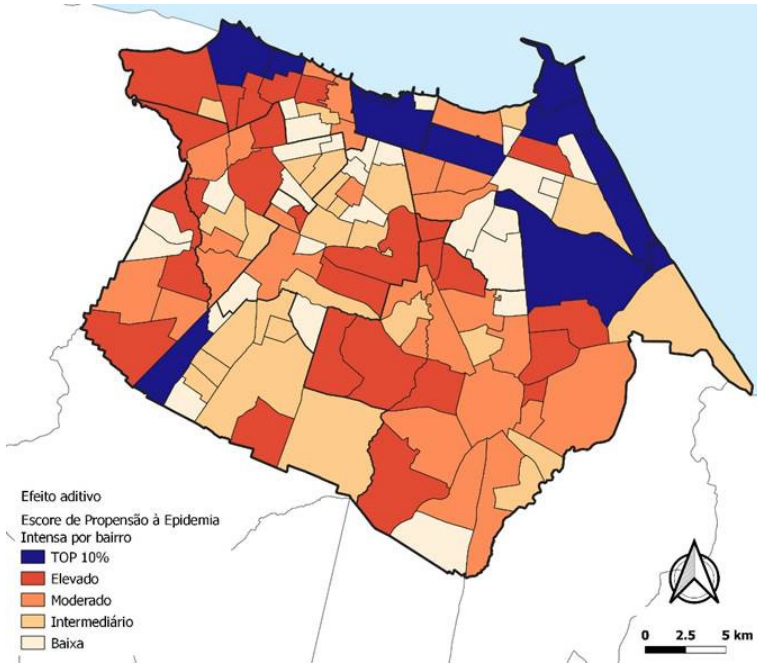 Efeito aditivo
Escore de Propensão à Epidemia
Intensa por bairro
TOP 10%
Elevado
Moderado
Intermediário
Baixa
0 2.5 5 km